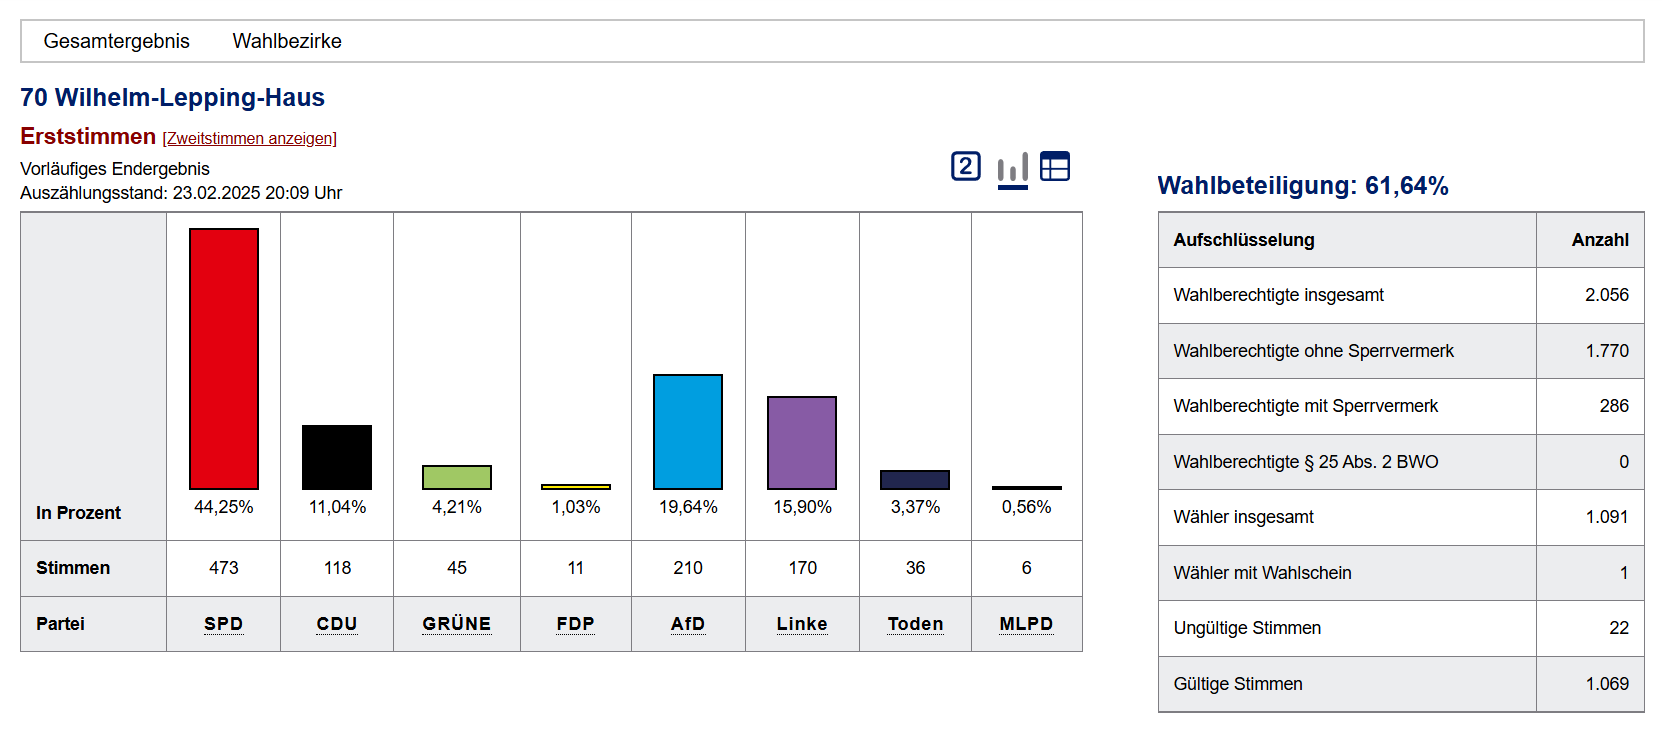 Gesamtergebnis Wahlbezirke
70 Wilhelm-Lepping-Haus
Erststimmen [Zweitstimmen anzeigen]
Vorläufiges Endergebnis
Auszählungsstand: 23.02.2025 20:09 Uhr
2
In Prozent 44,25% 11,04% 4,21% 1,03% 19,64% 15,90% 3,37% 0,56%
Stimmen 473 118 45 11 210 170 36 6
Partei SPD CDU GRÜNE FDP AfD Linke Toden MLPD
Wahlbeteiligung: 61,64%
Aufschlüsselung Anzahl
Wahlberechtigte insgesamt 2.056
Wahlberechtigte ohne Sperrvermerk 1.770
Wahlberechtigte mit Sperrvermerk 286
Wahlberechtigte § 25 Abs. 2 BWO 0
Wähler insgesamt 1.091
Wähler mit Wahlschein 1
Ungültige Stimmen 22
Gültige Stimmen 1.069